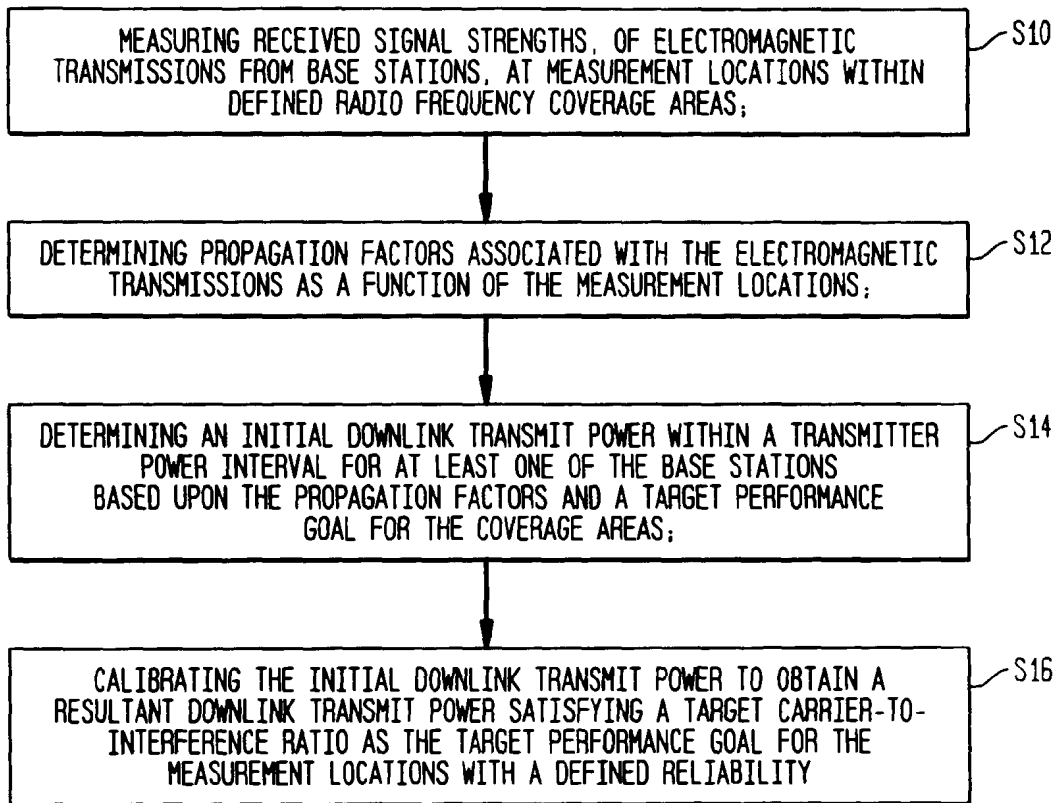 MEASURING RECEIVED SIGNAL STRENGTHS, OF ELECTROMAGNETIC
TRANSMISSIONS FROM BASE STATIONS, AT MEASUREMENT LOCATIONS WITHIN
DEFINED RADIO FREQUENCY COVERAGE AREAS;
S10
DETERMINING PROPAGATION FACTORS ASSOCIATED WITH THE ELECTROMAGNETIC
TRANSMISSIONS AS A FUNCTION OF THE MEASUREMENT LOCATIONS;
S12
DETERMINING AN INITIAL DOWNLINK TRANSMIT POWER WITHIN A TRANSMITTER
POWER INTERVAL FOR AT LEAST ONE OF THE BASE STATIONS
BASED UPON THE PROPAGATION FACTORS AND A TARGET PERFORMANCE
GOAL FOR THE COVERAGE AREAS;
S14
CALIBRATING THE INITIAL DOWNLINK TRANSMIT POWER TO OBTAIN A
RESULTANT DOWNLINK TRANSMIT POWER SATISFYING A TARGET CARRIER-TO-
INTERFERENCE RATIO AS THE TARGET PERFORMANCE GOAL FOR THE
MEASUREMENT LOCATIONS WITH A DEFINED RELIABILITY
S16